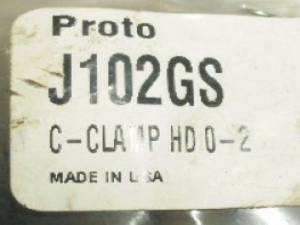 Proto
J102GS
C-CLAMP HD 0-2
MADE IN USA